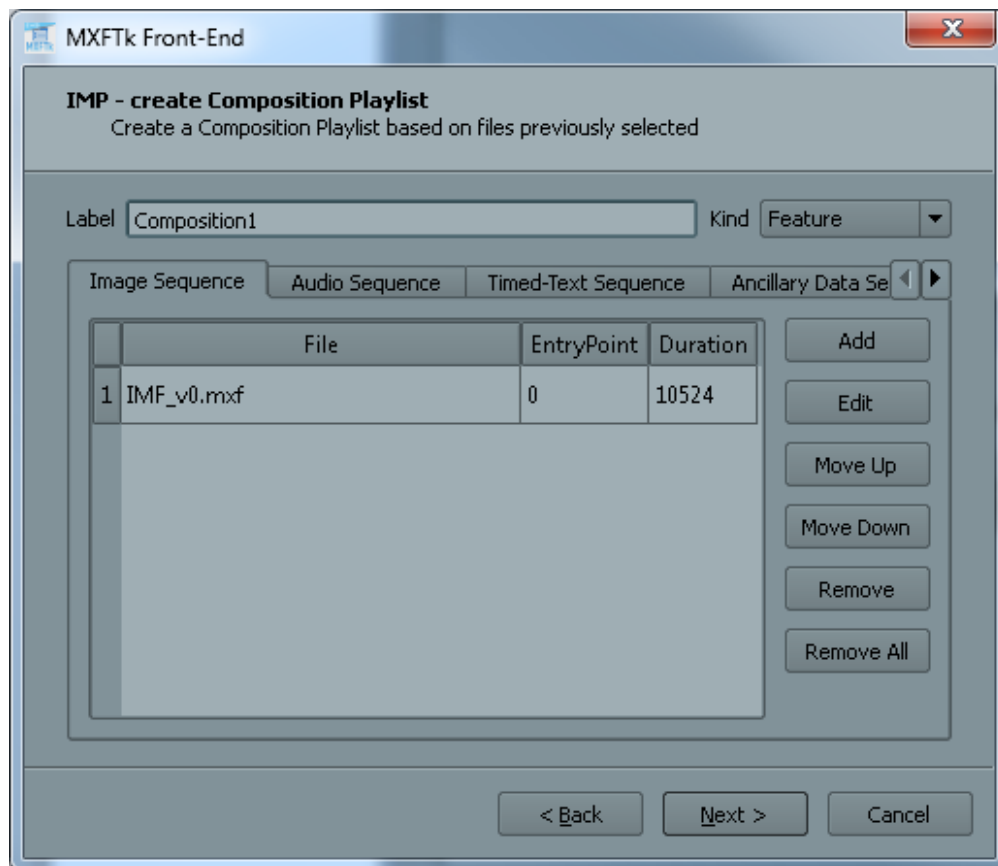 MXFTk Front-End
IMP - create Composition Playlist
Create a Composition Playlist based on files previously selected
Label Composition1 Kind Feature
Image Sequence Audio Sequence Timed-Text Sequence Ancillary Data Se
File EntryPoint Duration
1 IMF_v0.mxf 0 10524
Add
Edit
Move Up
Move Down
Remove
Remove All
< Back Next > Cancel